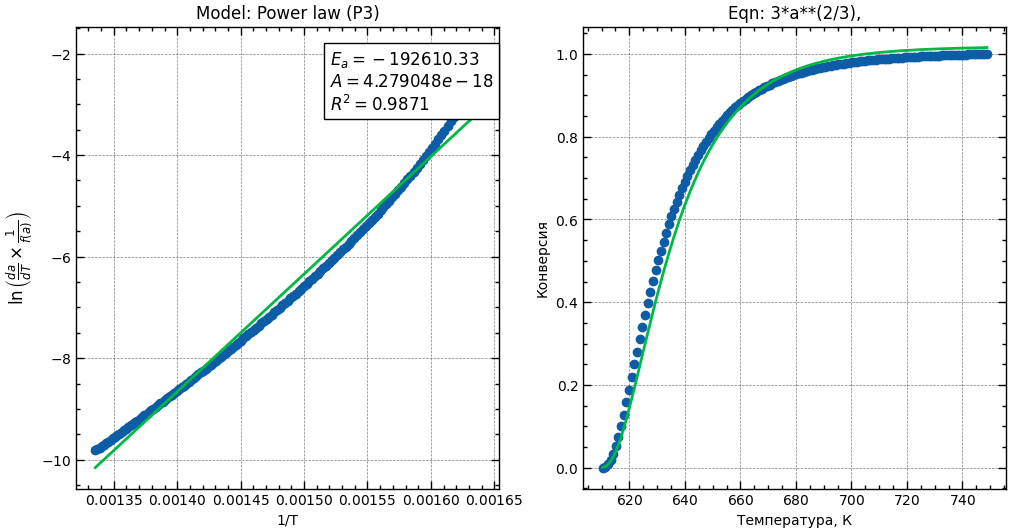 Model: Power law (P3)
−2
−4
−6
−8
−10
ln (da/dT × 1/f(a))
E_a = −192610.33
A = 4.279048e − 18
R² = 0.9871
0.00135 0.00140 0.00145 0.00150 0.00155 0.00160 0.00165
1/T
Eqn: 3*a**(2/3),
1.0
0.8
0.6
0.4
0.2
0.0
Конверсия
620 640 660 680 700 720 740
Температура, К